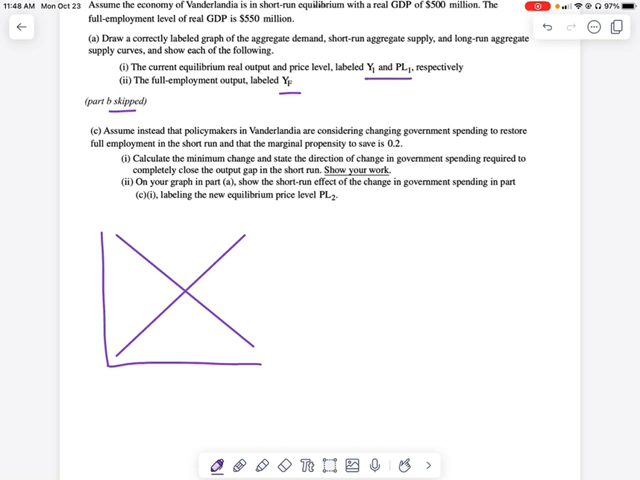 11:48 AM Mon Oct 23
97%
Assume the economy of Vanderlandia is in short-run equilibrium with a real GDP of $500 million. The
full-employment level of real GDP is $550 million.
(a) Draw a correctly labeled graph of the aggregate demand, short-run aggregate supply, and long-run aggregate
supply curves, and show each of the following.
(i) The current equilibrium real output and price level, labeled Y₁ and PL₁, respectively
(ii) The full-employment output, labeled Y_F
(part b skipped)
(c) Assume instead that policymakers in Vanderlandia are considering changing government spending to restore
full employment in the short run and that the marginal propensity to save is 0.2.
(i) Calculate the minimum change and state the direction of change in government spending required to
completely close the output gap in the short run. Show your work.
(ii) On your graph in part (a), show the short-run effect of the change in government spending in part
(c)(i), labeling the new equilibrium price level PL₂.